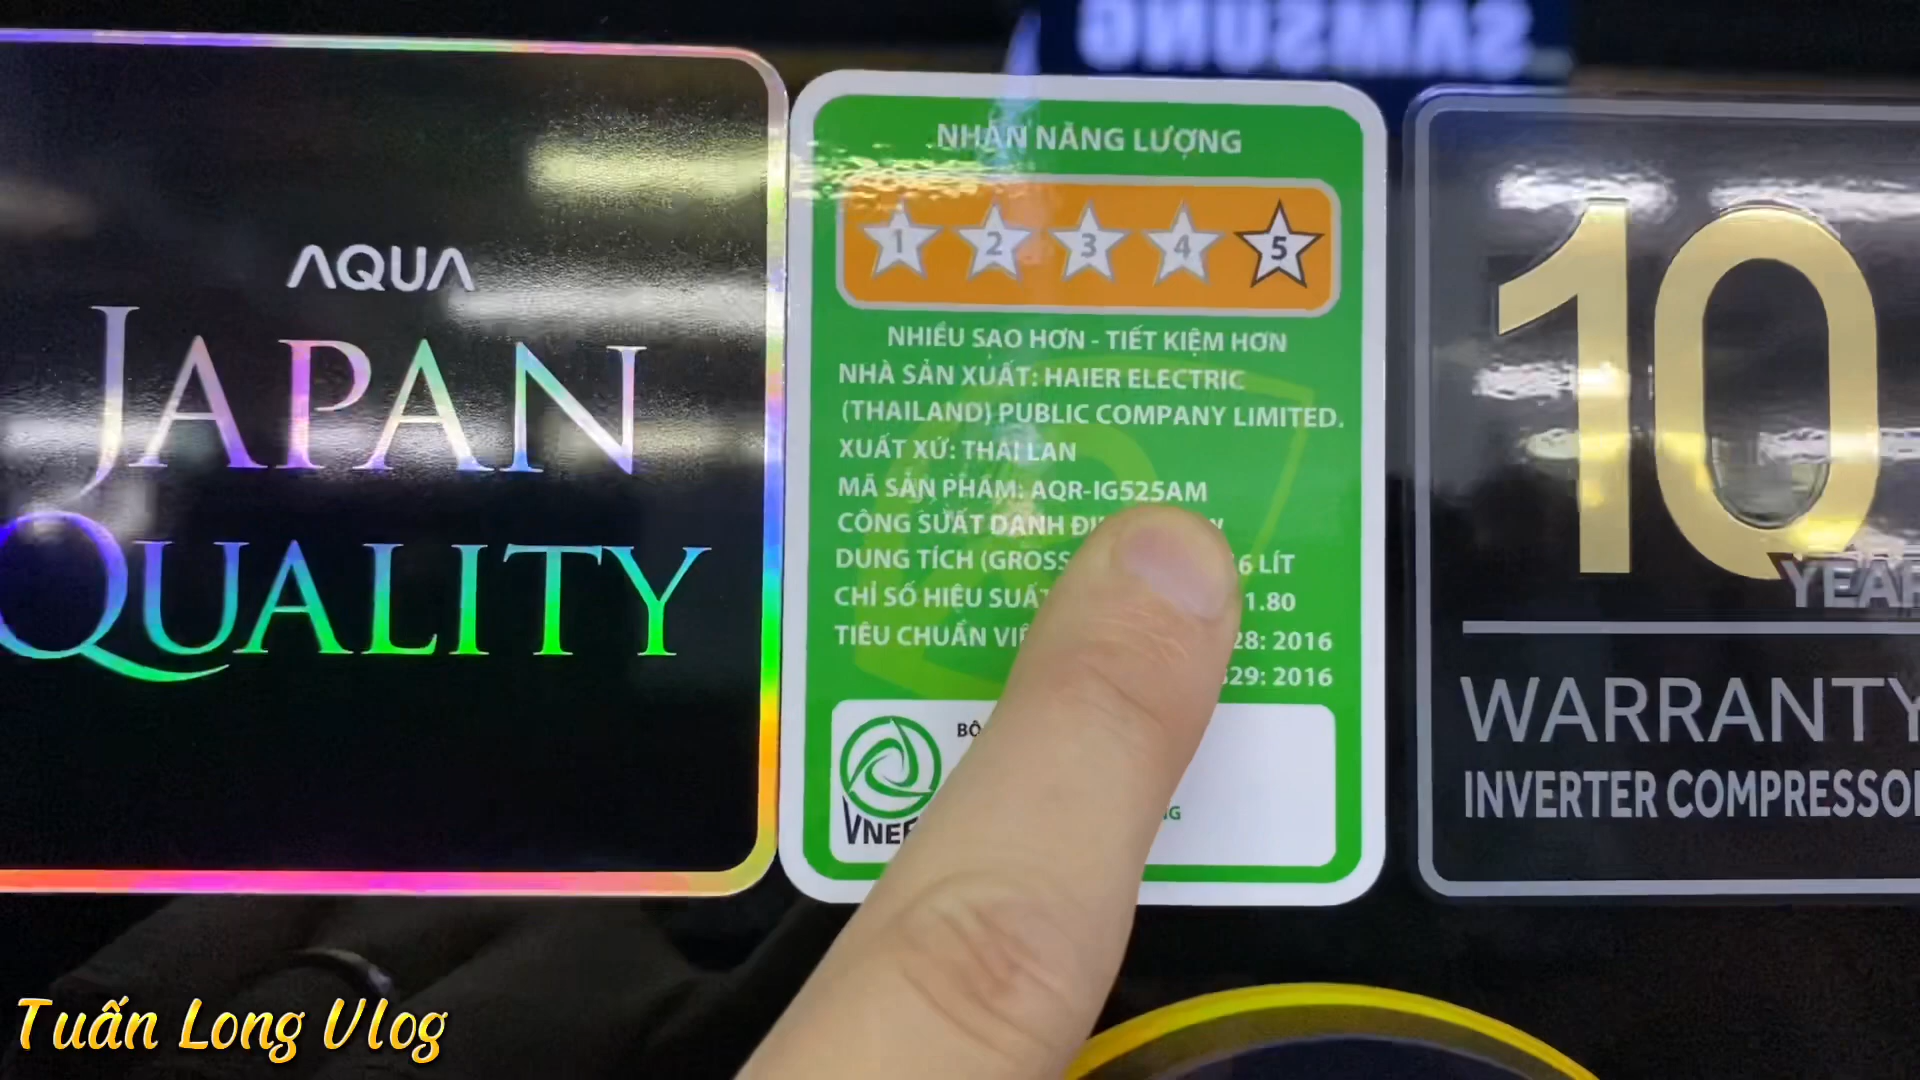 SAMSUNG
AQUA
JAPAN
QUALITY
NHÃN NĂNG LƯỢNG
1 2 3 4 5
NHIỀU SAO HƠN - TIẾT KIỆM HƠN
NHÀ SẢN XUẤT: HAIER ELECTRIC
(THAILAND) PUBLIC COMPANY LIMITED.
XUẤT XỨ: THÁI LAN
MÃ SẢN PHẨM: AQR-IG525AM
CÔNG SUẤT DANH W
DUNG TÍCH (GROSS 6 LÍT
CHỈ SỐ HIỆU SUẤT 1.80
TIÊU CHUẨN 28: 2016
29: 2016
BỘ
10
YEAR
WARRANTY
INVERTER COMPRESSOR
Tuấn Long Vlog